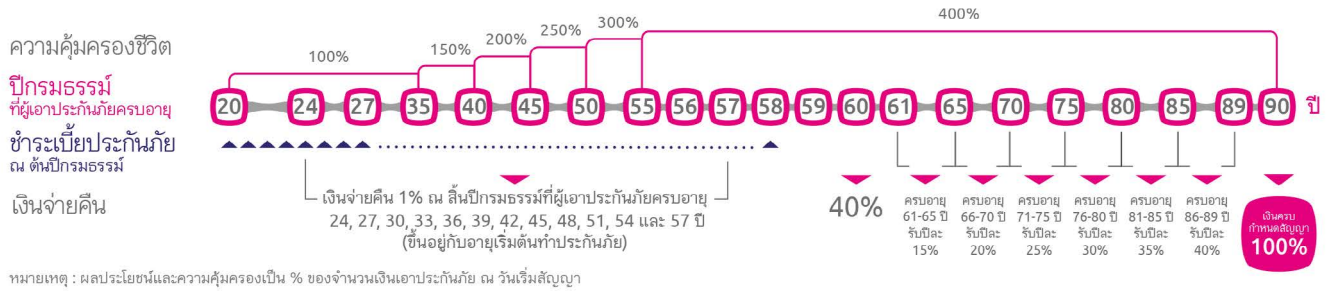 400%
300%
250%
200%
150%
100%
ความคุ้มครองชีวิต
ปีกรมธรรม์
ที่ผู้เอาประกันภัยครบอายุ
20 24 27 35 40 45 50 55 56 57 58 59 60 61 65 70 75 80 85 89 90 ปี
ชำระเบี้ยประกันภัย
ณ ต้นปีกรมธรรม์
เงินจ่ายคืน
เงินจ่ายคืน 1% ณ สิ้นปีกรมธรรม์ที่ผู้เอาประกันภัยครบอายุ
24, 27, 30, 33, 36, 39, 42, 45, 48, 51, 54 และ 57 ปี
(ขึ้นอยู่กับอายุเริ่มต้นทำประกันภัย)
40%
ครบอายุ
61-65 ปี
รับปีละ
15%
ครบอายุ
66-70 ปี
รับปีละ
20%
ครบอายุ
71-75 ปี
รับปีละ
25%
ครบอายุ
76-80 ปี
รับปีละ
30%
ครบอายุ
81-85 ปี
รับปีละ
35%
ครบอายุ
86-89 ปี
รับปีละ
40%
เงินครบ
กำหนดสัญญา
100%
หมายเหตุ : ผลประโยชน์และความคุ้มครองเป็น % ของจำนวนเงินเอาประกันภัย ณ วันเริ่มสัญญา